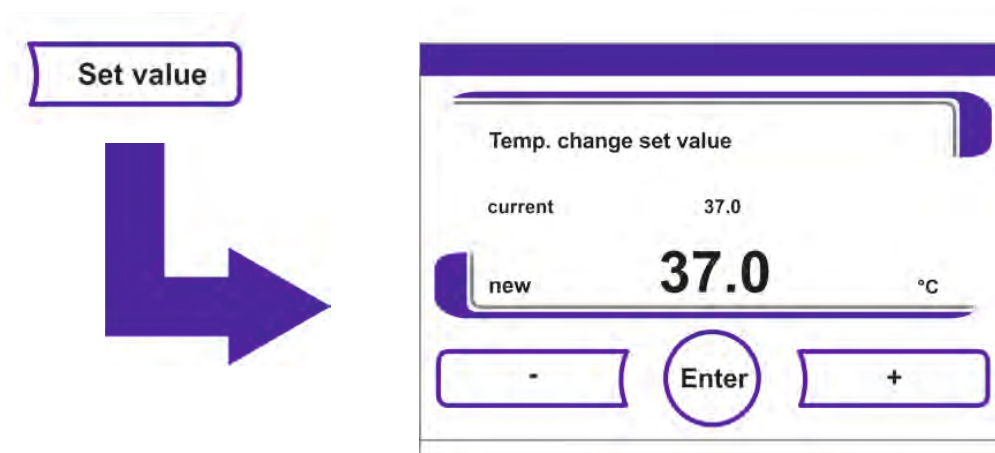 Set value
Temp. change set value
current 37.0
new 37.0 °C
- Enter +